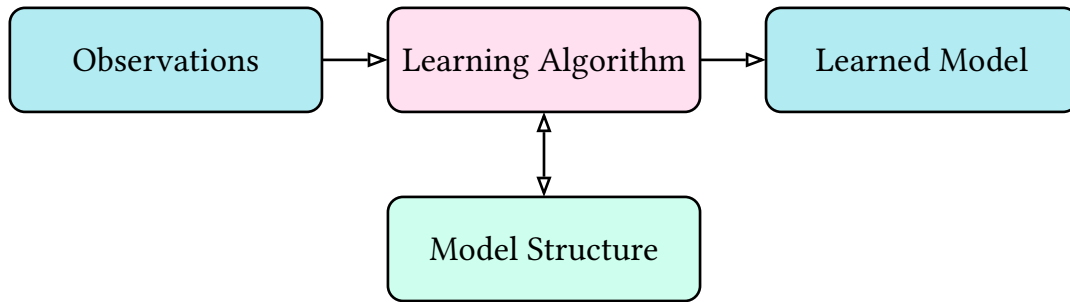 Observations
Learning Algorithm
Learned Model
Model Structure